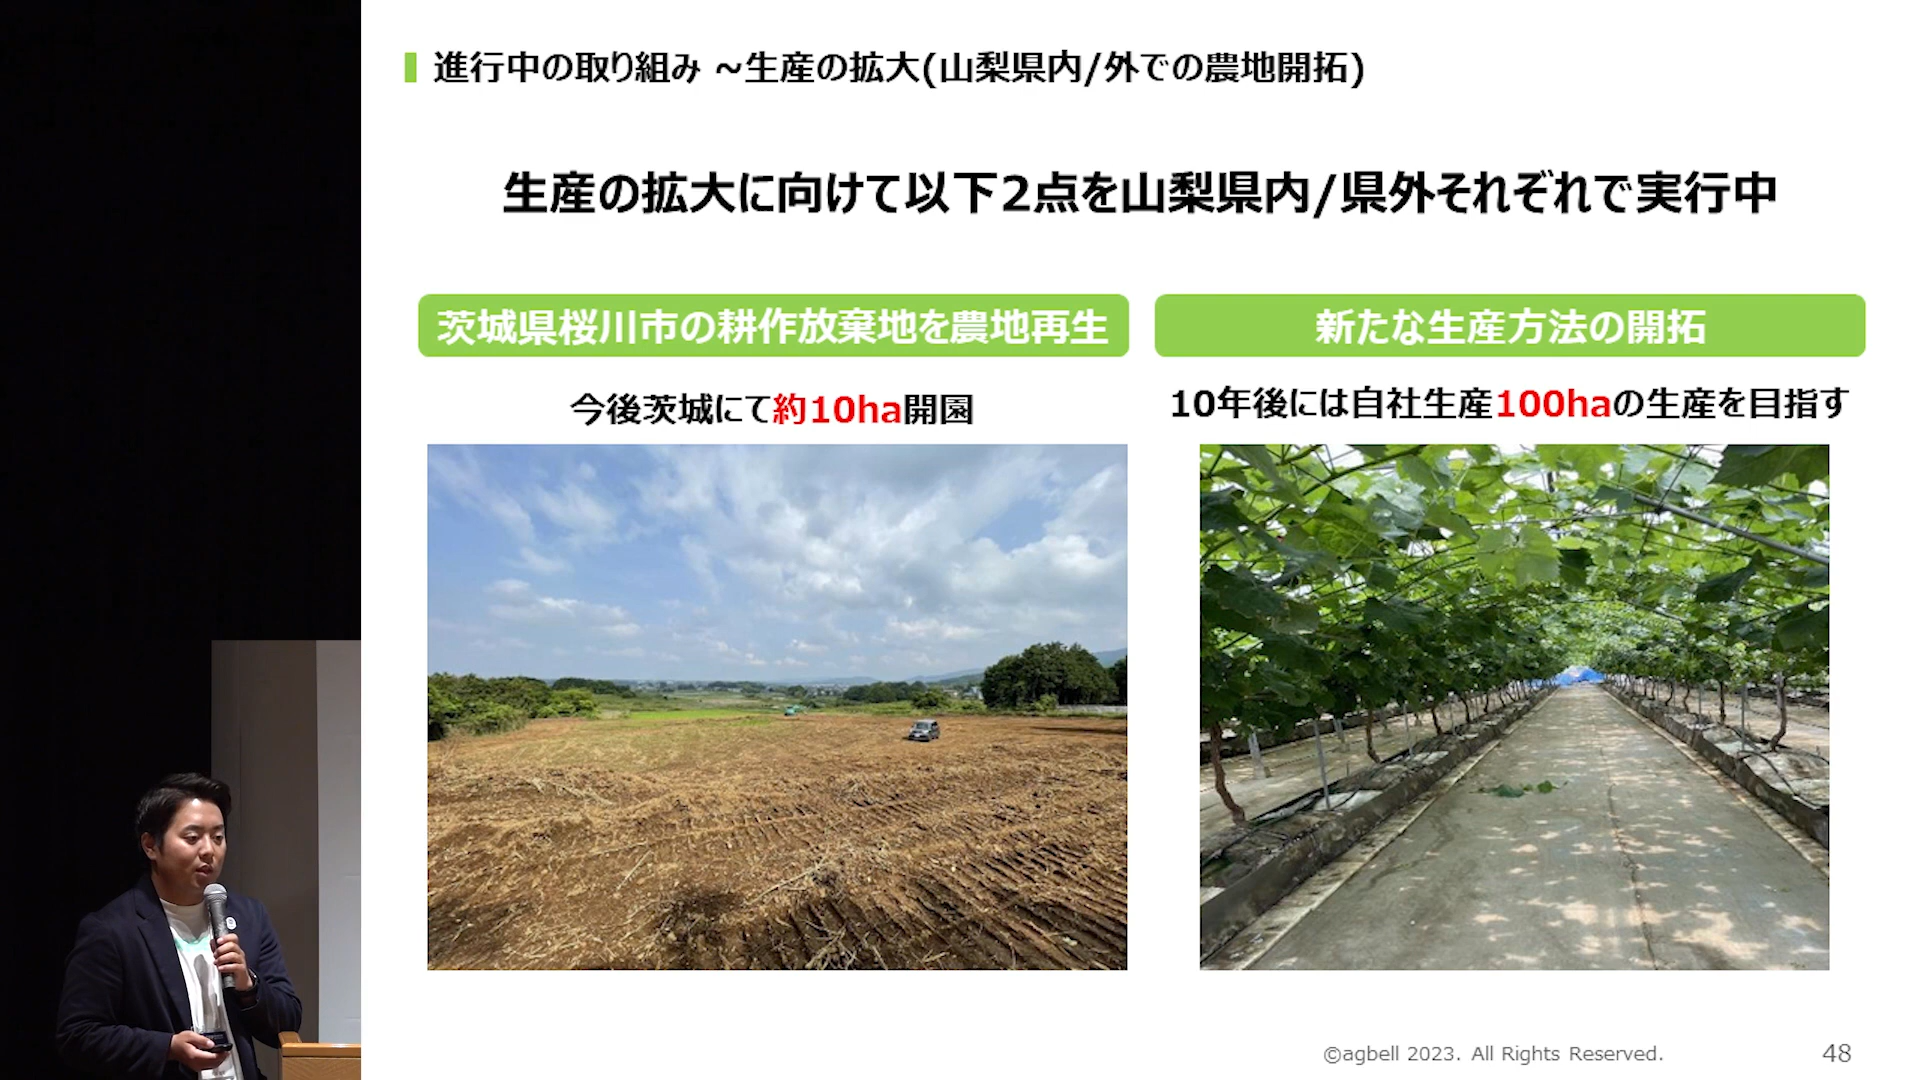 進行中の取り組み ~生産の拡大(山梨県内/外での農地開拓)
生産の拡大に向けて以下2点を山梨県内/県外それぞれで実行中
茨城県桜川市の耕作放棄地を農地再生
今後茨城にて約10ha開園
新たな生産方法の開拓
10年後には自社生産100haの生産を目指す
©agbell 2023. All Rights Reserved.
48